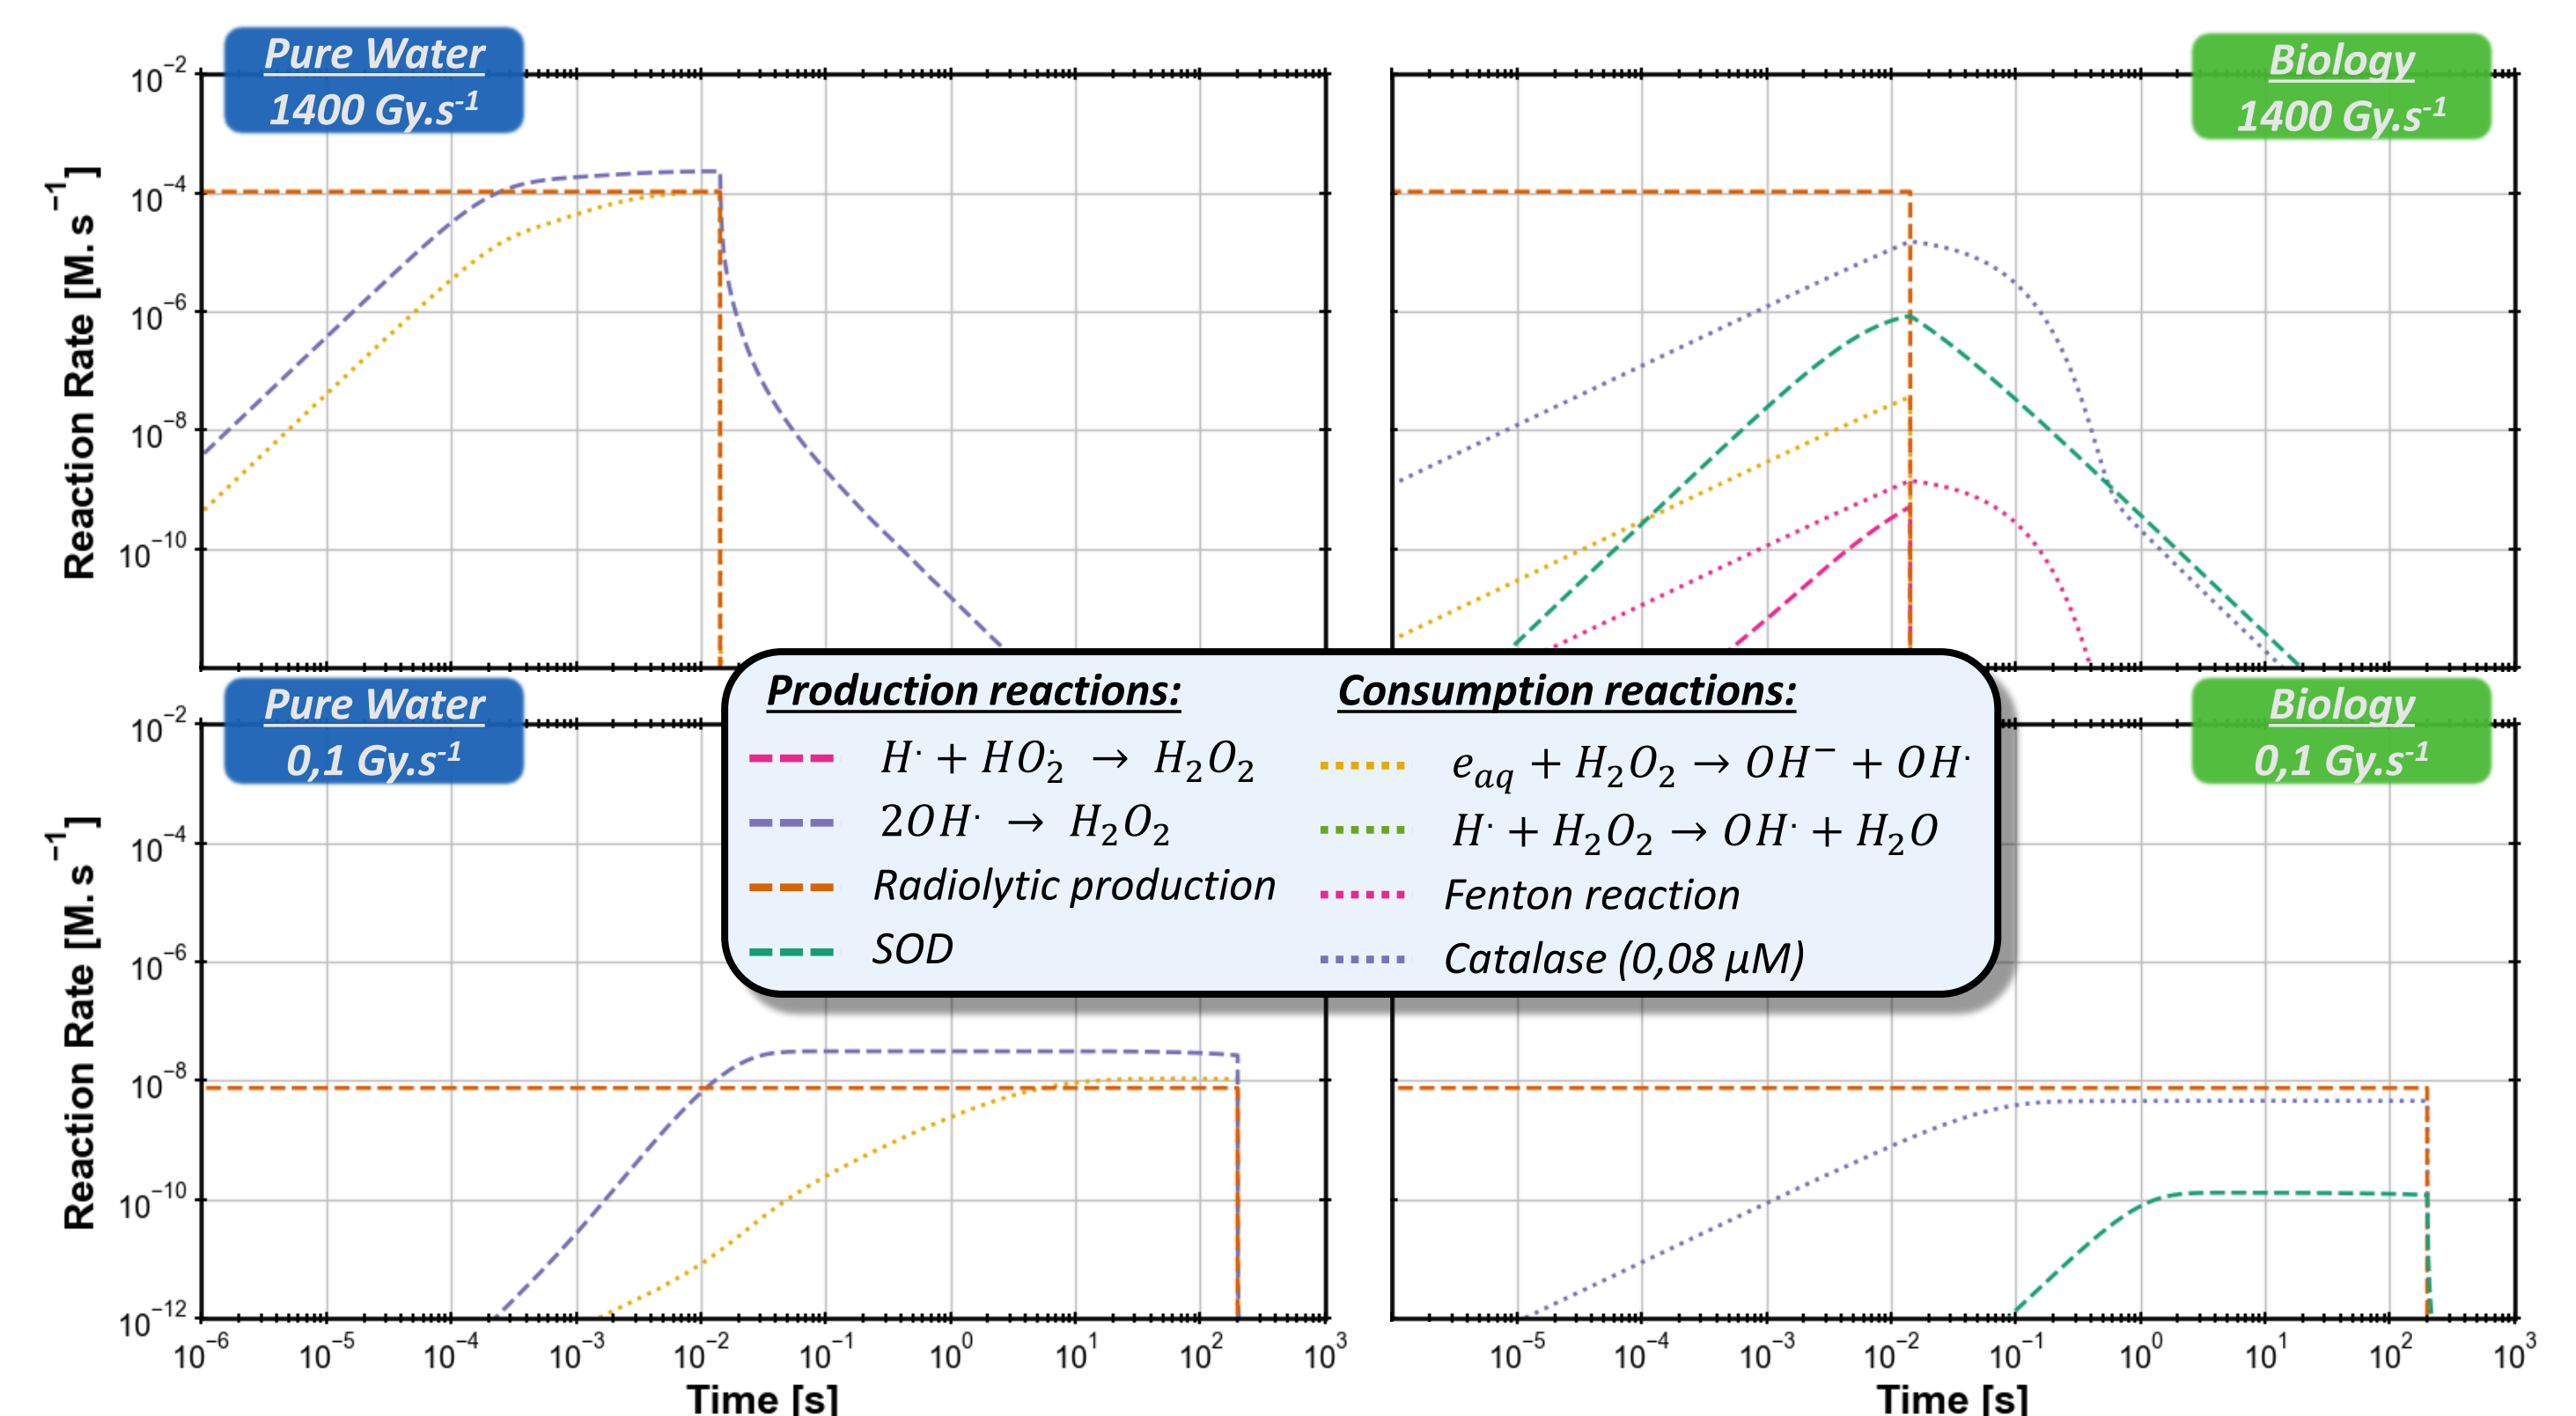 Pure Water
1400 Gy.s⁻¹
Biology
1400 Gy.s⁻¹
Reaction Rate [M.s⁻¹]
10⁻²
10⁻⁴
10⁻⁶
10⁻⁸
10⁻¹⁰
Production reactions:
H· + HO₂· → H₂O₂
2OH· → H₂O₂
Radiolytic production
SOD
Consumption reactions:
eₐq + H₂O₂ → OH⁻ + OH·
H· + H₂O₂ → OH· + H₂O
Fenton reaction
Catalase (0,08 µM)
Pure Water
0,1 Gy.s⁻¹
Biology
0,1 Gy.s⁻¹
Reaction Rate [M.s⁻¹]
10⁻²
10⁻⁴
10⁻⁶
10⁻⁸
10⁻¹⁰
10⁻¹²
10⁻⁶ 10⁻⁵ 10⁻⁴ 10⁻³ 10⁻² 10⁻¹ 10⁰ 10¹ 10² 10³
10⁻⁵ 10⁻⁴ 10⁻³ 10⁻² 10⁻¹ 10⁰ 10¹ 10² 10³
Time [s]
Time [s]